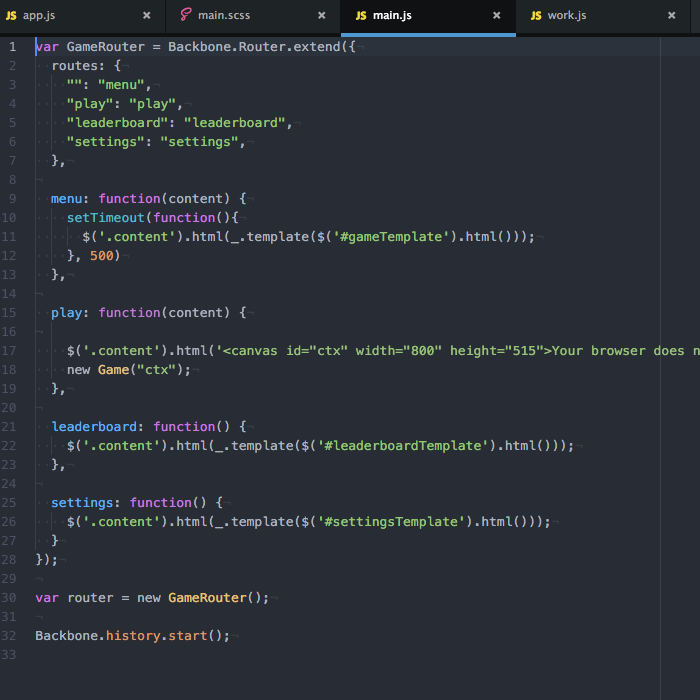 JS app.js × main.scss × JS main.js × JS work.js ×
1 var GameRouter = Backbone.Router.extend({
2 routes: {
3 "": "menu",
4 "play": "play",
5 "leaderboard": "leaderboard",
6 "settings": "settings",
7 },
8
9 menu: function(content) {
10 setTimeout(function(){
11 $('.content').html(_.template($('#gameTemplate').html()));
12 }, 500)
13 },
14
15 play: function(content) {
16
17 $('.content').html('<canvas id="ctx" width="800" height="515">Your browser does n
18 new Game("ctx");
19 },
20
21 leaderboard: function() {
22 $('.content').html(_.template($('#leaderboardTemplate').html()));
23 },
24
25 settings: function() {
26 $('.content').html(_.template($('#settingsTemplate').html()));
27 }
28 });
29
30 var router = new GameRouter();
31
32 Backbone.history.start();
33